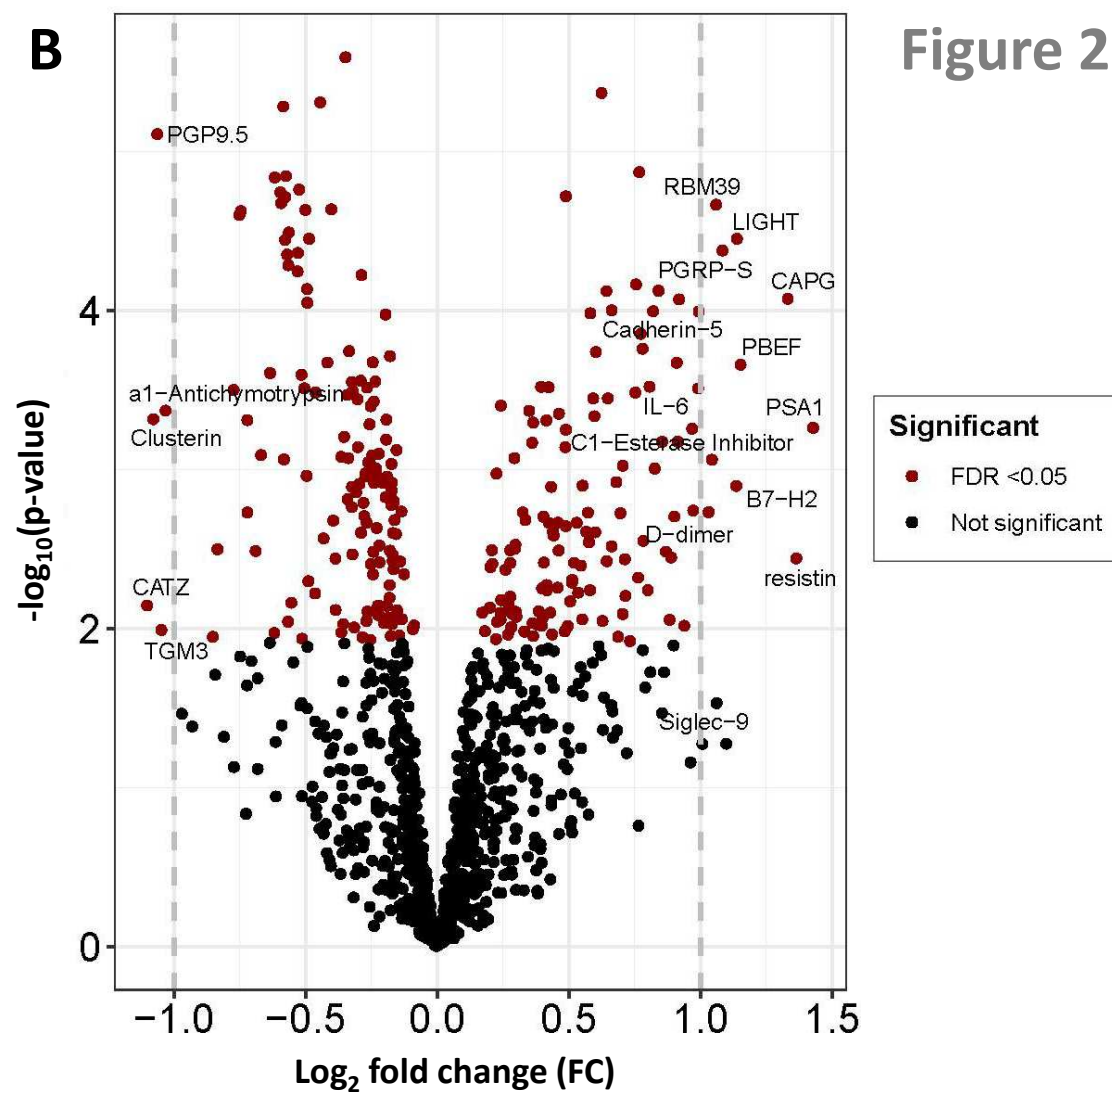 B
Figure 2
PGP9.5
RBM39
LIGHT
PGRP−S
CAPG
4
Cadherin−5
PBEF
a1−Antichymotrypsin
IL−6
PSA1
Clusterin
C1−Esterase Inhibitor
B7−H2
D−dimer
resistin
CATZ
2
TGM3
Siglec−9
0
-log10(p-value)
Significant
FDR <0.05
Not significant
−1.0 −0.5 0.0 0.5 1.0 1.5
Log2 fold change (FC)